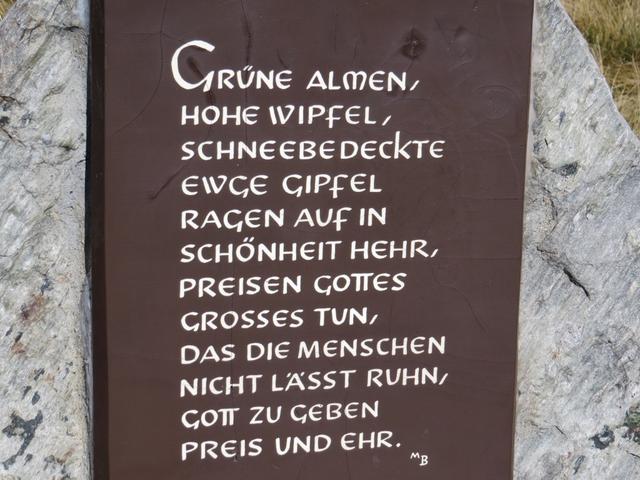 GRÜNE ALMEN,
HOHE WIPFEL,
SCHNEEBEDECKTE
EWGE GIPFEL
RAGEN AUF IN
SCHÖNHEIT HEHR,
PREISEN GOTTES
GROSSES TUN,
DAS DIE MENSCHEN
NICHT LÄSST RUHN,
GOTT ZU GEBEN
PREIS UND EHR.
MB